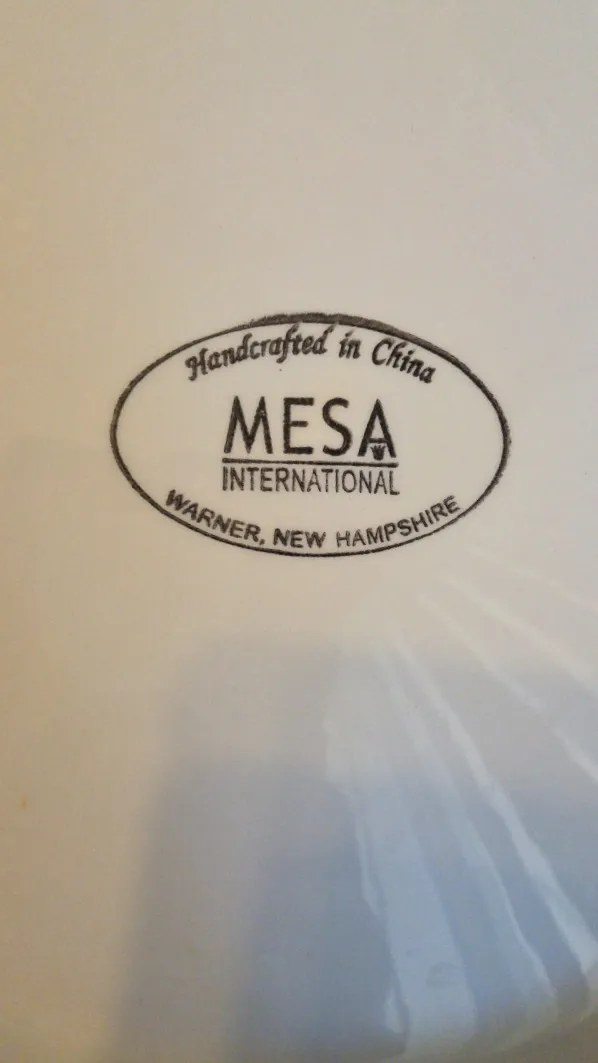 Handcrafted in China
MESA
INTERNATIONAL
WARNER, NEW HAMPSHIRE